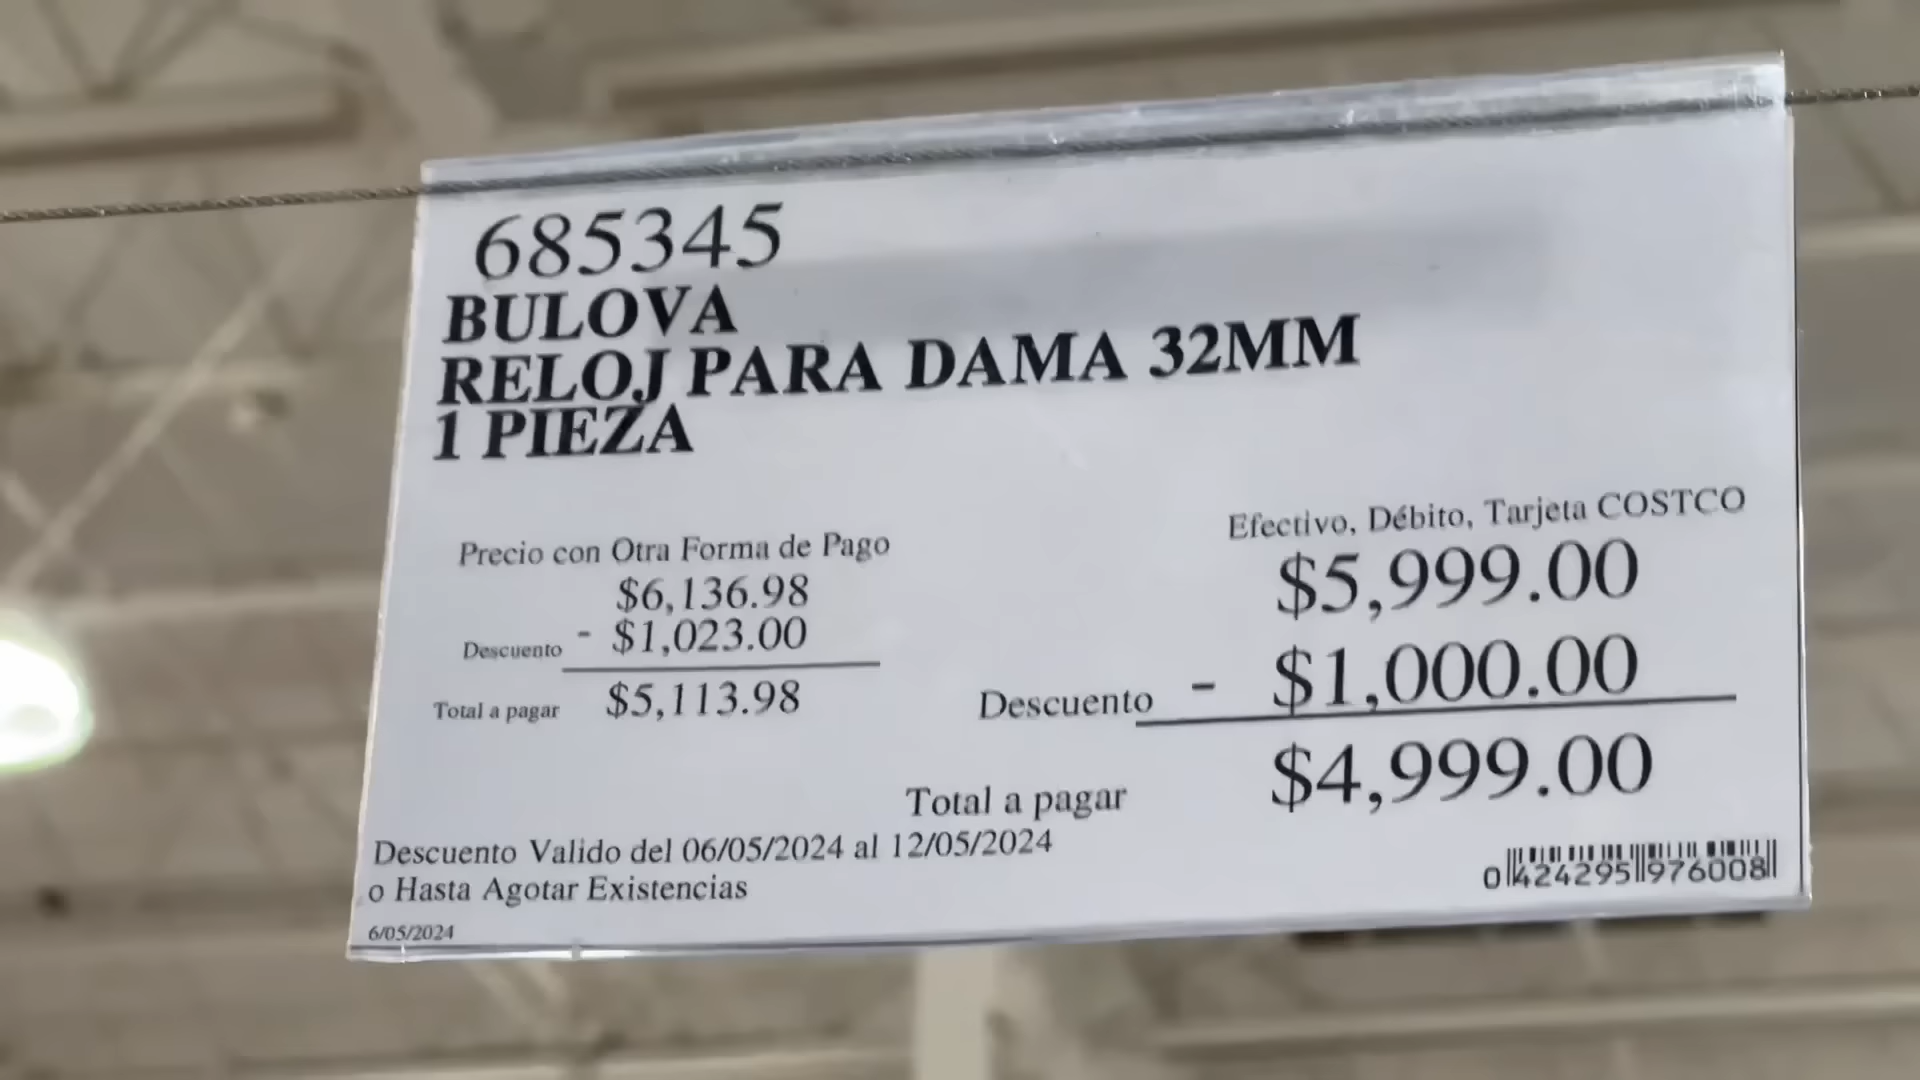 685345
BULOVA
RELOJ PARA DAMA 32MM
1 PIEZA
Precio con Otra Forma de Pago
$6,136.98
Descuento - $1,023.00
Total a pagar $5,113.98
Efectivo, Débito, Tarjeta COSTCO
$5,999.00
Descuento - $1,000.00
Total a pagar $4,999.00
Descuento Valido del 06/05/2024 al 12/05/2024
o Hasta Agotar Existencias
6/05/2024
0 424295 976008